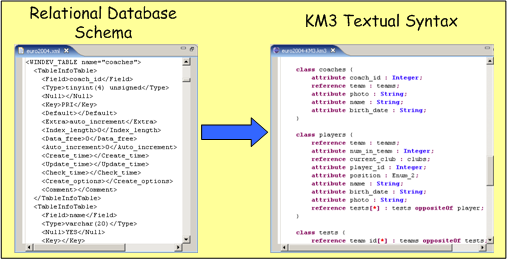 Relational Database
Schema
euro2004.xml
<WINDEV_TABLE name="coaches">
<TableInfoTable>
<Field>coach_id</Field>
<Type>tinyint(4) unsigned</Type>
<Null></Null>
<Key>PRI</Key>
<Default></Default>
<Extra>auto_increment</Extra>
<Index_length>0</Index_length>
<Data_free>0</Data_free>
<Auto_increment>0</Auto_increment>
<Create_time></Create_time>
<Update_time></Update_time>
<Check_time></Check_time>
<Create_options></Create_options>
<Comment></Comment>
</TableInfoTable>
<TableInfoTable>
<Field>name</Field>
<Type>varchar(20)</Type>
<Null>YES</Null>
<Key></Key>
KM3 Textual Syntax
euro2004-KM3.km3
class coaches {
attribute coach_id : Integer;
reference team : teams;
attribute photo : String;
attribute name : String;
attribute birth_date : String;
}
class players {
reference team : teams;
attribute num_in_team : Integer;
reference current_club : clubs;
attribute player_id : Integer;
attribute position : Enum_2;
attribute name : String;
attribute birth_date : String;
attribute photo : String;
reference tests[*] : tests oppositeOf player;
}
class tests {
reference team_id[*] : teams oppositeOf tests